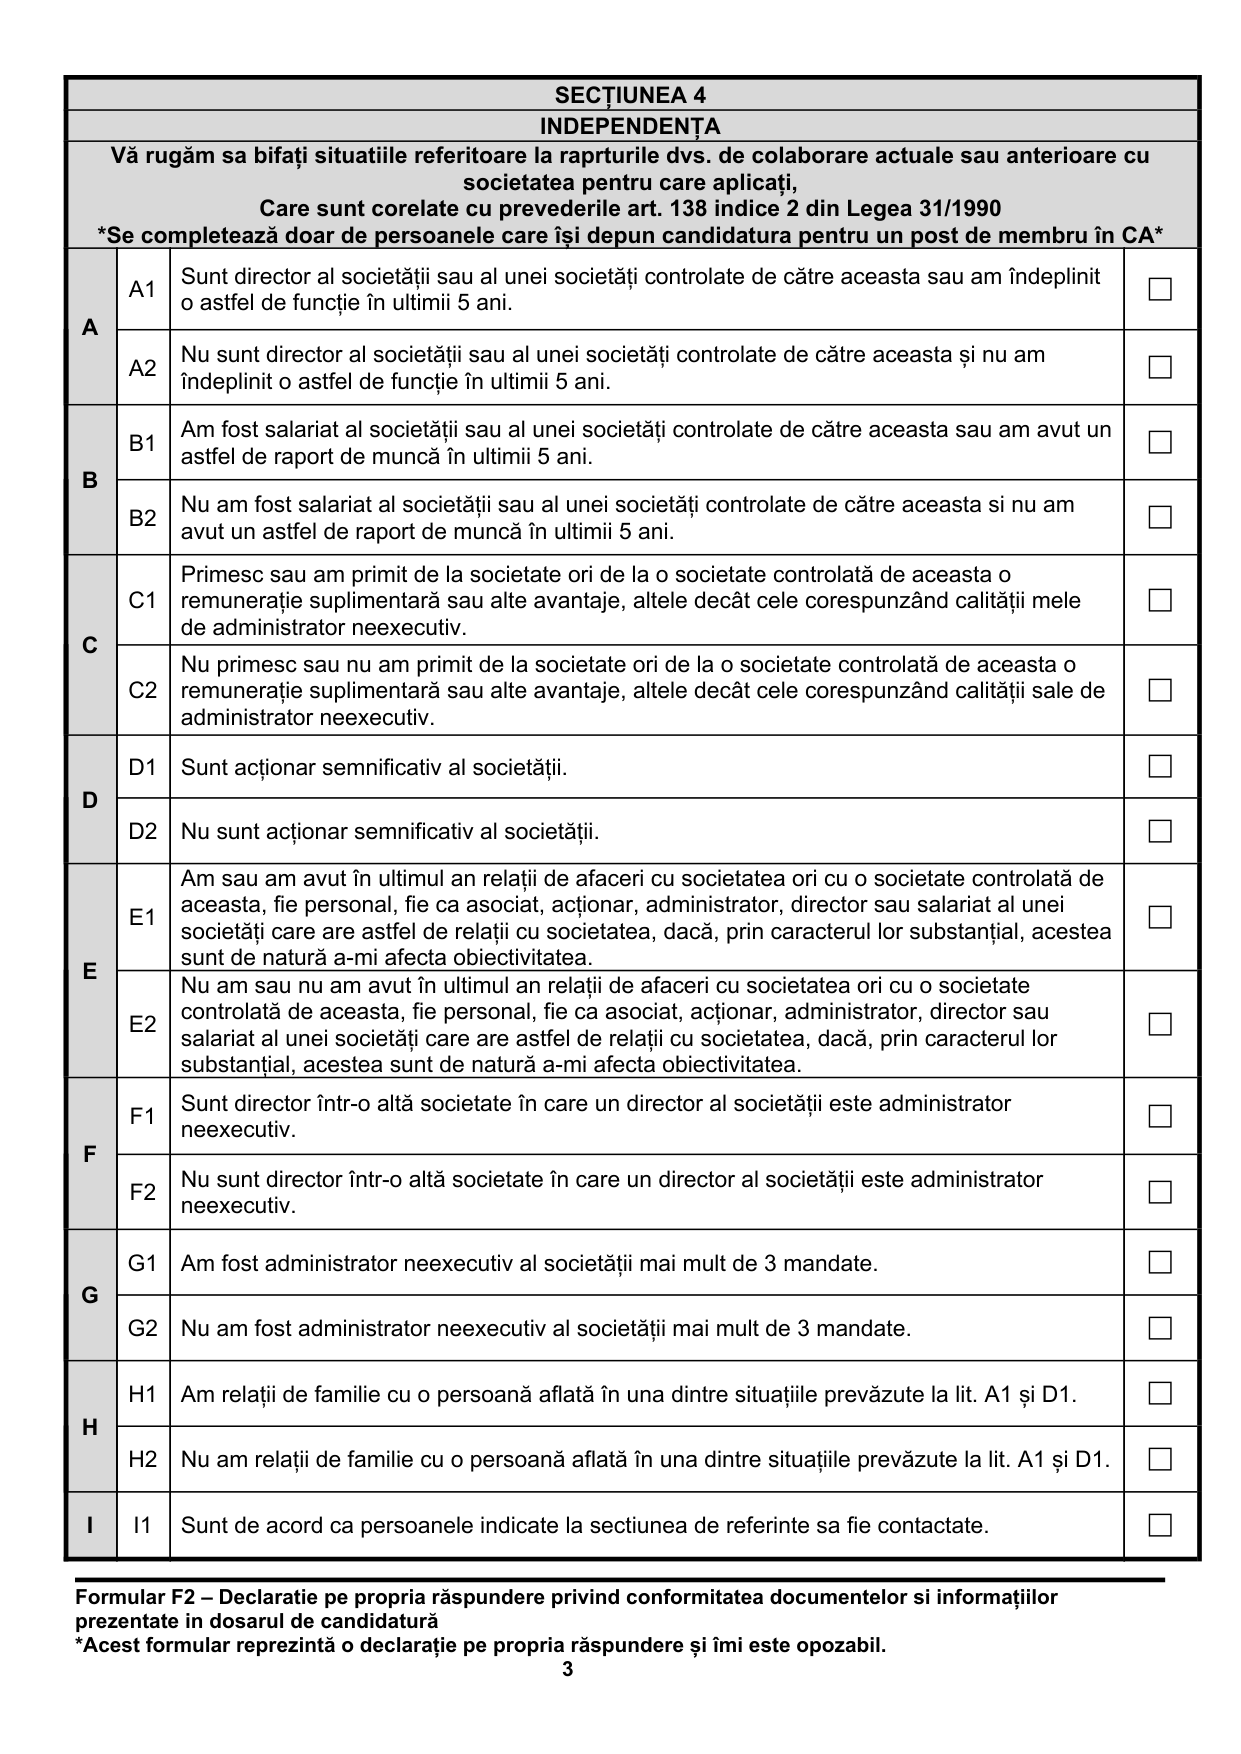 SECȚIUNEA 4
INDEPENDENȚA
Vă rugăm sa bifați situatiile referitoare la raprturile dvs. de colaborare actuale sau anterioare cu
societatea pentru care aplicați,
Care sunt corelate cu prevederile art. 138 indice 2 din Legea 31/1990
*Se completează doar de persoanele care își depun candidatura pentru un post de membru în CA*
A
A1
Sunt director al societății sau al unei societăți controlate de către aceasta sau am îndeplinit
o astfel de funcție în ultimii 5 ani.
☐
A2
Nu sunt director al societății sau al unei societăți controlate de către aceasta și nu am
îndeplinit o astfel de funcție în ultimii 5 ani.
☐
B
B1
Am fost salariat al societății sau al unei societăți controlate de către aceasta sau am avut un
astfel de raport de muncă în ultimii 5 ani.
☐
B2
Nu am fost salariat al societății sau al unei societăți controlate de către aceasta si nu am
avut un astfel de raport de muncă în ultimii 5 ani.
☐
C
C1
Primesc sau am primit de la societate ori de la o societate controlată de aceasta o
remunerație suplimentară sau alte avantaje, altele decât cele corespunzând calității mele
de administrator neexecutiv.
☐
C2
Nu primesc sau nu am primit de la societate ori de la o societate controlată de aceasta o
remunerație suplimentară sau alte avantaje, altele decât cele corespunzând calității sale de
administrator neexecutiv.
☐
D
D1
Sunt acționar semnificativ al societății.
☐
D2
Nu sunt acționar semnificativ al societății.
☐
E
E1
Am sau am avut în ultimul an relații de afaceri cu societatea ori cu o societate controlată de
aceasta, fie personal, fie ca asociat, acționar, administrator, director sau salariat al unei
societăți care are astfel de relații cu societatea, dacă, prin caracterul lor substanțial, acestea
sunt de natură a-mi afecta obiectivitatea.
☐
E2
Nu am sau nu am avut în ultimul an relații de afaceri cu societatea ori cu o societate
controlată de aceasta, fie personal, fie ca asociat, acționar, administrator, director sau
salariat al unei societăți care are astfel de relații cu societatea, dacă, prin caracterul lor
substanțial, acestea sunt de natură a-mi afecta obiectivitatea.
☐
F
F1
Sunt director într-o altă societate în care un director al societății este administrator
neexecutiv.
☐
F2
Nu sunt director într-o altă societate în care un director al societății este administrator
neexecutiv.
☐
G
G1
Am fost administrator neexecutiv al societății mai mult de 3 mandate.
☐
G2
Nu am fost administrator neexecutiv al societății mai mult de 3 mandate.
☐
H
H1
Am relații de familie cu o persoană aflată în una dintre situațiile prevăzute la lit. A1 și D1.
☐
H2
Nu am relații de familie cu o persoană aflată în una dintre situațiile prevăzute la lit. A1 și D1.
☐
I
I1
Sunt de acord ca persoanele indicate la sectiunea de referinte sa fie contactate.
☐
Formular F2 – Declaratie pe propria răspundere privind conformitatea documentelor si informațiilor
prezentate in dosarul de candidatură
*Acest formular reprezintă o declarație pe propria răspundere și îmi este opozabil.
3